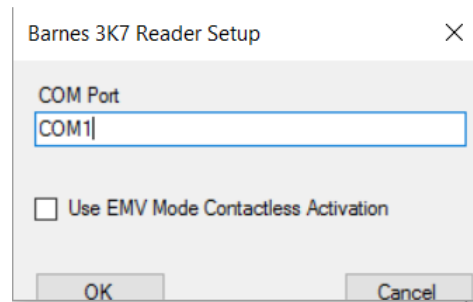 Barnes 3K7 Reader Setup
COM Port
COM1
Use EMV Mode Contactless Activation
OK Cancel